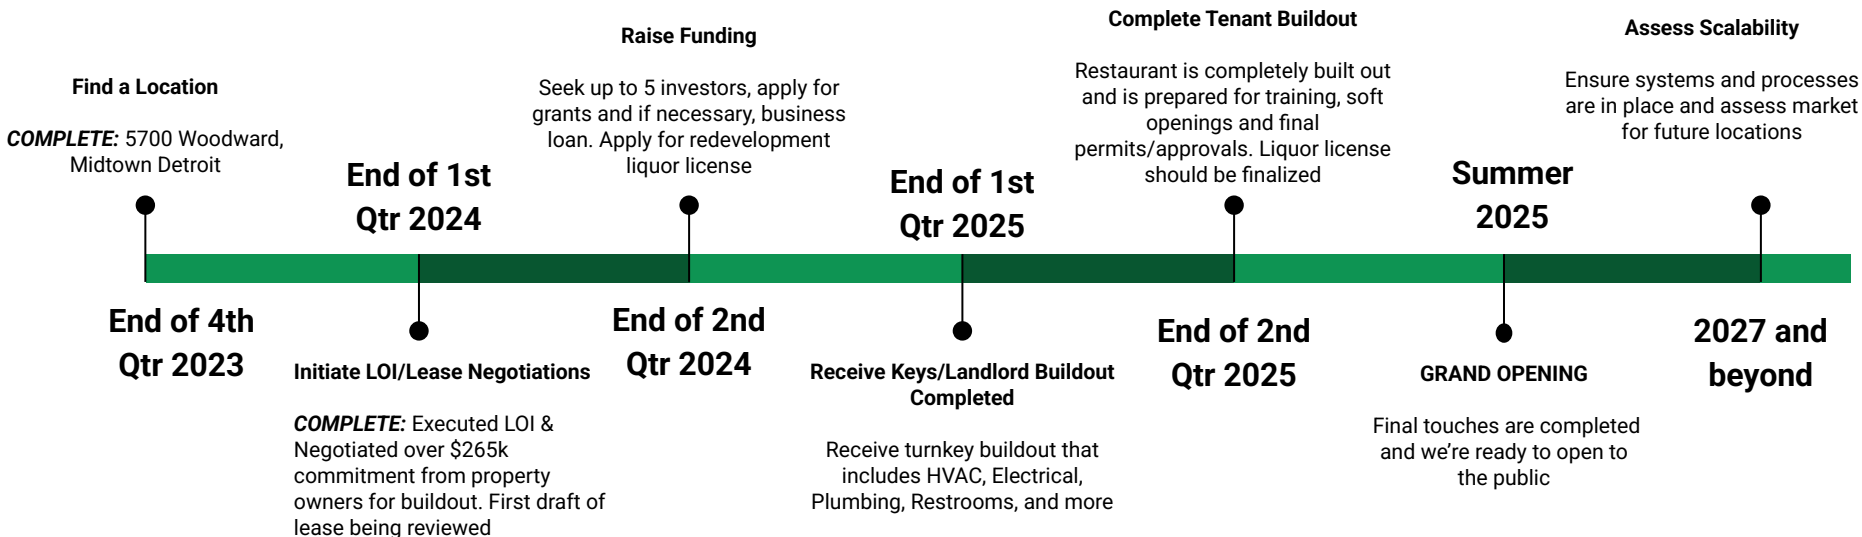 Find a Location
COMPLETE: 5700 Woodward,
Midtown Detroit
End of 4th
Qtr 2023
End of 1st
Qtr 2024
Initiate LOI/Lease Negotiations
COMPLETE: Executed LOI &
Negotiated over $265k
commitment from property
owners for buildout. First draft of
lease being reviewed
Raise Funding
Seek up to 5 investors, apply for
grants and if necessary, business
loan. Apply for redevelopment
liquor license
End of 2nd
Qtr 2024
End of 1st
Qtr 2025
Receive Keys/Landlord Buildout
Completed
Receive turnkey buildout that
includes HVAC, Electrical,
Plumbing, Restrooms, and more
Complete Tenant Buildout
Restaurant is completely built out
and is prepared for training, soft
openings and final
permits/approvals. Liquor license
should be finalized
End of 2nd
Qtr 2025
Summer
2025
GRAND OPENING
Final touches are completed
and we’re ready to open to
the public
Assess Scalability
Ensure systems and processes
are in place and assess market
for future locations
2027 and
beyond